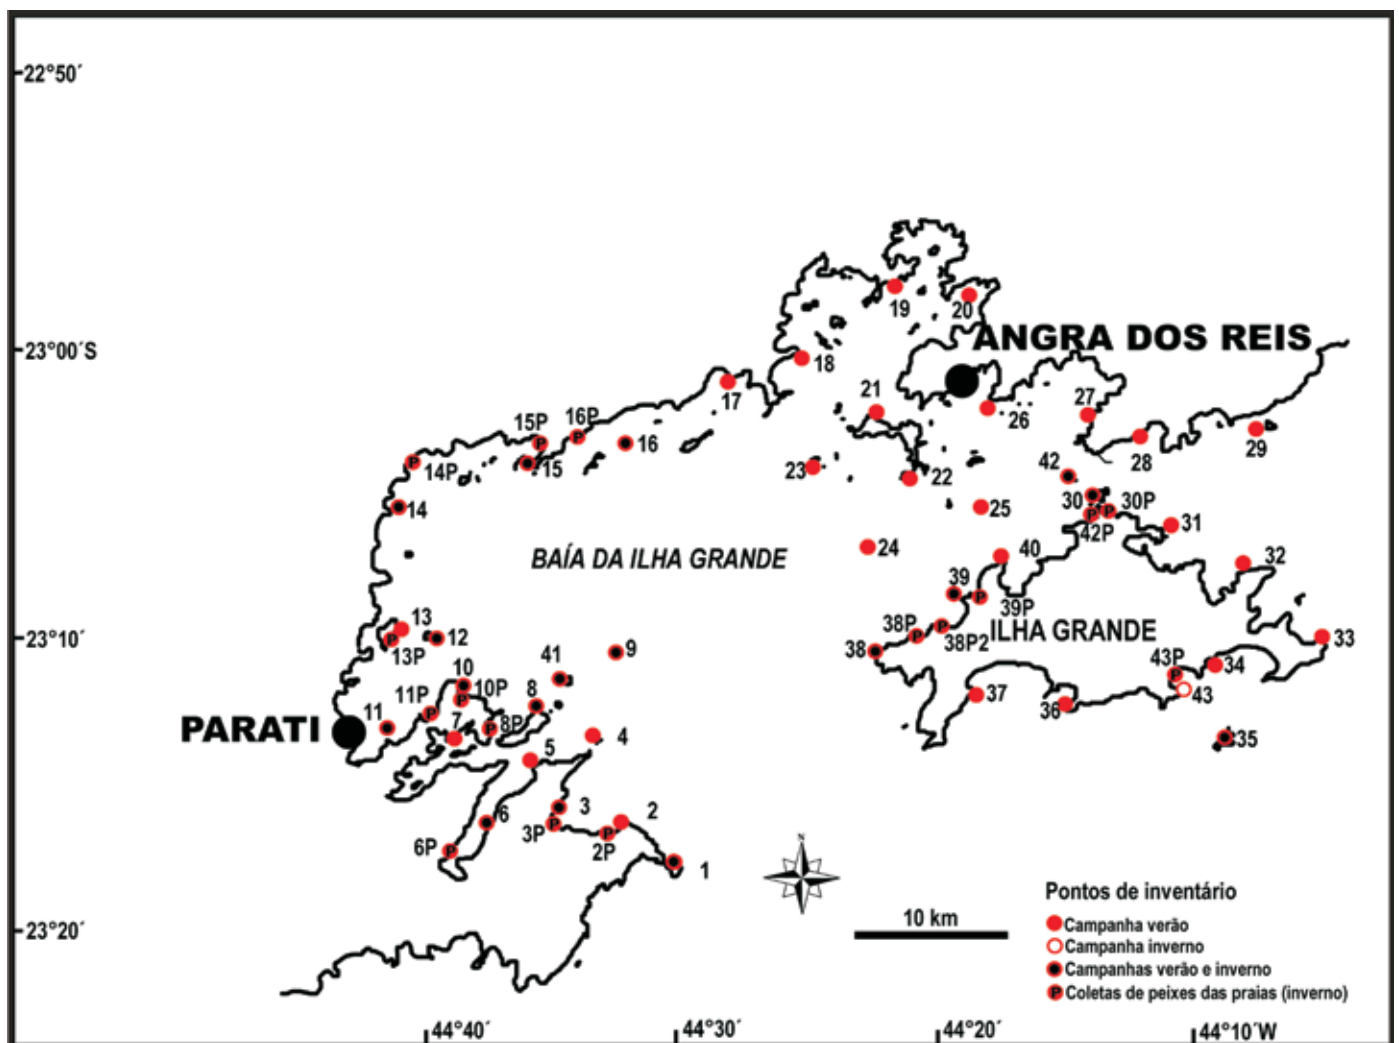 22°50´
19
20
ANGRA DOS REIS
23°00´S
18
17
21
26
27
15P
16P
16
15
14P
23
22
28
29
42
14
25
30
30P
42P
31
BAÍA DA ILHA GRANDE
24
40
32
39
39P
13
12
13P
23°10´
9
38P
38P2
ILHA GRANDE
33
38
43P
34
41
10
10P
8
11P
11
7
8P
4
37
36
43
35
PARATI
5
3
2
6
3P
2P
6P
1
N
10 km
23°20´
Pontos de inventário
Campanha verão
Campanha inverno
Campanhas verão e inverno
P Coletas de peixes das praias (inverno)
44°40´
44°30´
44°20´
44°10´W